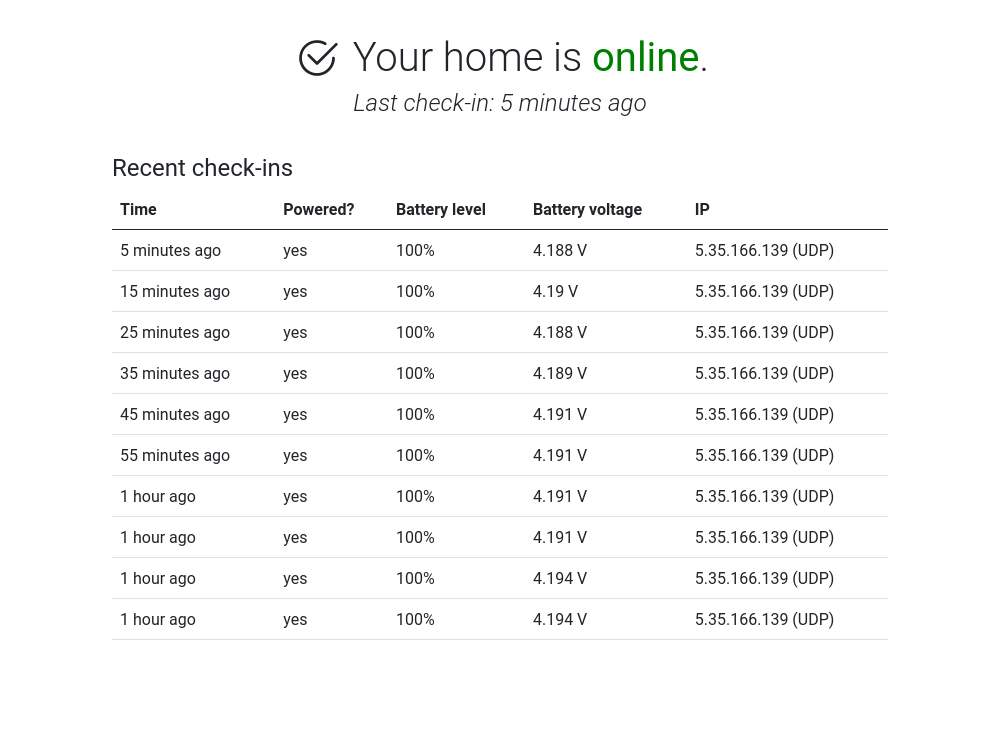 Your home is online.
Last check-in: 5 minutes ago
Recent check-ins
Time Powered? Battery level Battery voltage IP
5 minutes ago yes 100% 4.188 V 5.35.166.139 (UDP)
15 minutes ago yes 100% 4.19 V 5.35.166.139 (UDP)
25 minutes ago yes 100% 4.188 V 5.35.166.139 (UDP)
35 minutes ago yes 100% 4.189 V 5.35.166.139 (UDP)
45 minutes ago yes 100% 4.191 V 5.35.166.139 (UDP)
55 minutes ago yes 100% 4.191 V 5.35.166.139 (UDP)
1 hour ago yes 100% 4.191 V 5.35.166.139 (UDP)
1 hour ago yes 100% 4.191 V 5.35.166.139 (UDP)
1 hour ago yes 100% 4.194 V 5.35.166.139 (UDP)
1 hour ago yes 100% 4.194 V 5.35.166.139 (UDP)